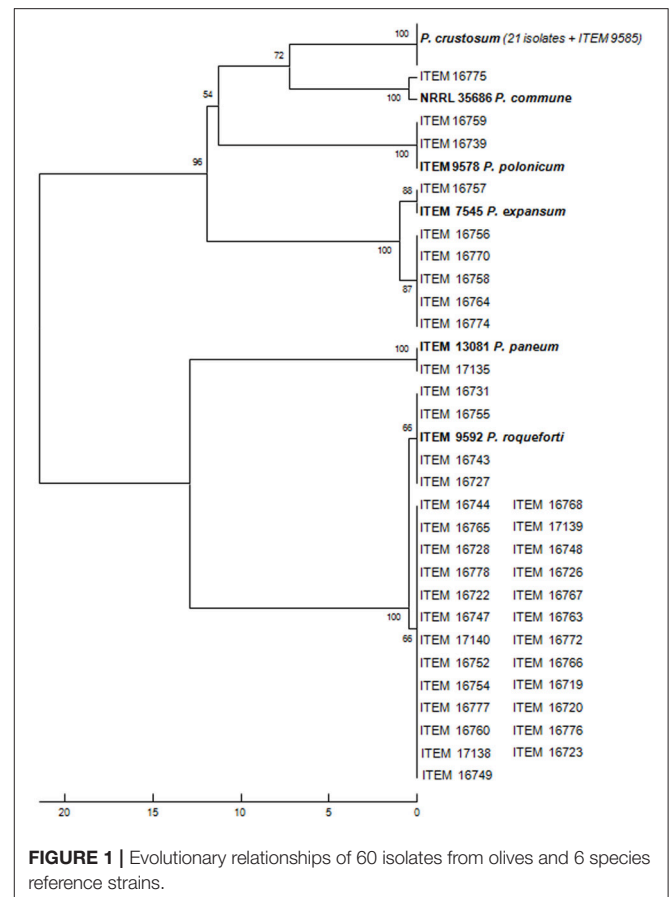 100
P. crustosum (21 isolates + ITEM 9585)
72
ITEM 16775
54
100
NRRL 35686 P. commune
ITEM 16759
ITEM 16739
96
100
ITEM 9578 P. polonicum
88
ITEM 16757
ITEM 7545 P. expansum
ITEM 16756
100
ITEM 16770
ITEM 16758
87
ITEM 16764
ITEM 16774
100
ITEM 13081 P. paneum
ITEM 17135
ITEM 16731
ITEM 16755
66
ITEM 9592 P. roqueforti
ITEM 16743
ITEM 16727
ITEM 16744 ITEM 16768
ITEM 16765 ITEM 17139
ITEM 16728 ITEM 16748
ITEM 16778 ITEM 16726
ITEM 16722 ITEM 16767
100
ITEM 16747 ITEM 16763
66
ITEM 17140 ITEM 16772
ITEM 16752 ITEM 16766
ITEM 16754 ITEM 16719
ITEM 16777 ITEM 16720
ITEM 16760 ITEM 16776
ITEM 17138 ITEM 16723
ITEM 16749
20 15 10 5 0
FIGURE 1 | Evolutionary relationships of 60 isolates from olives and 6 species
reference strains.